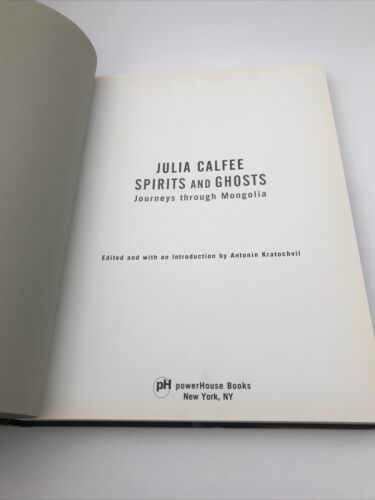 JULIA CALFEE
SPIRITS AND GHOSTS
Journeys through Mongolia
Edited and with an Introduction by Antonin Kratochvil
pH powerHouse Books
New York, NY